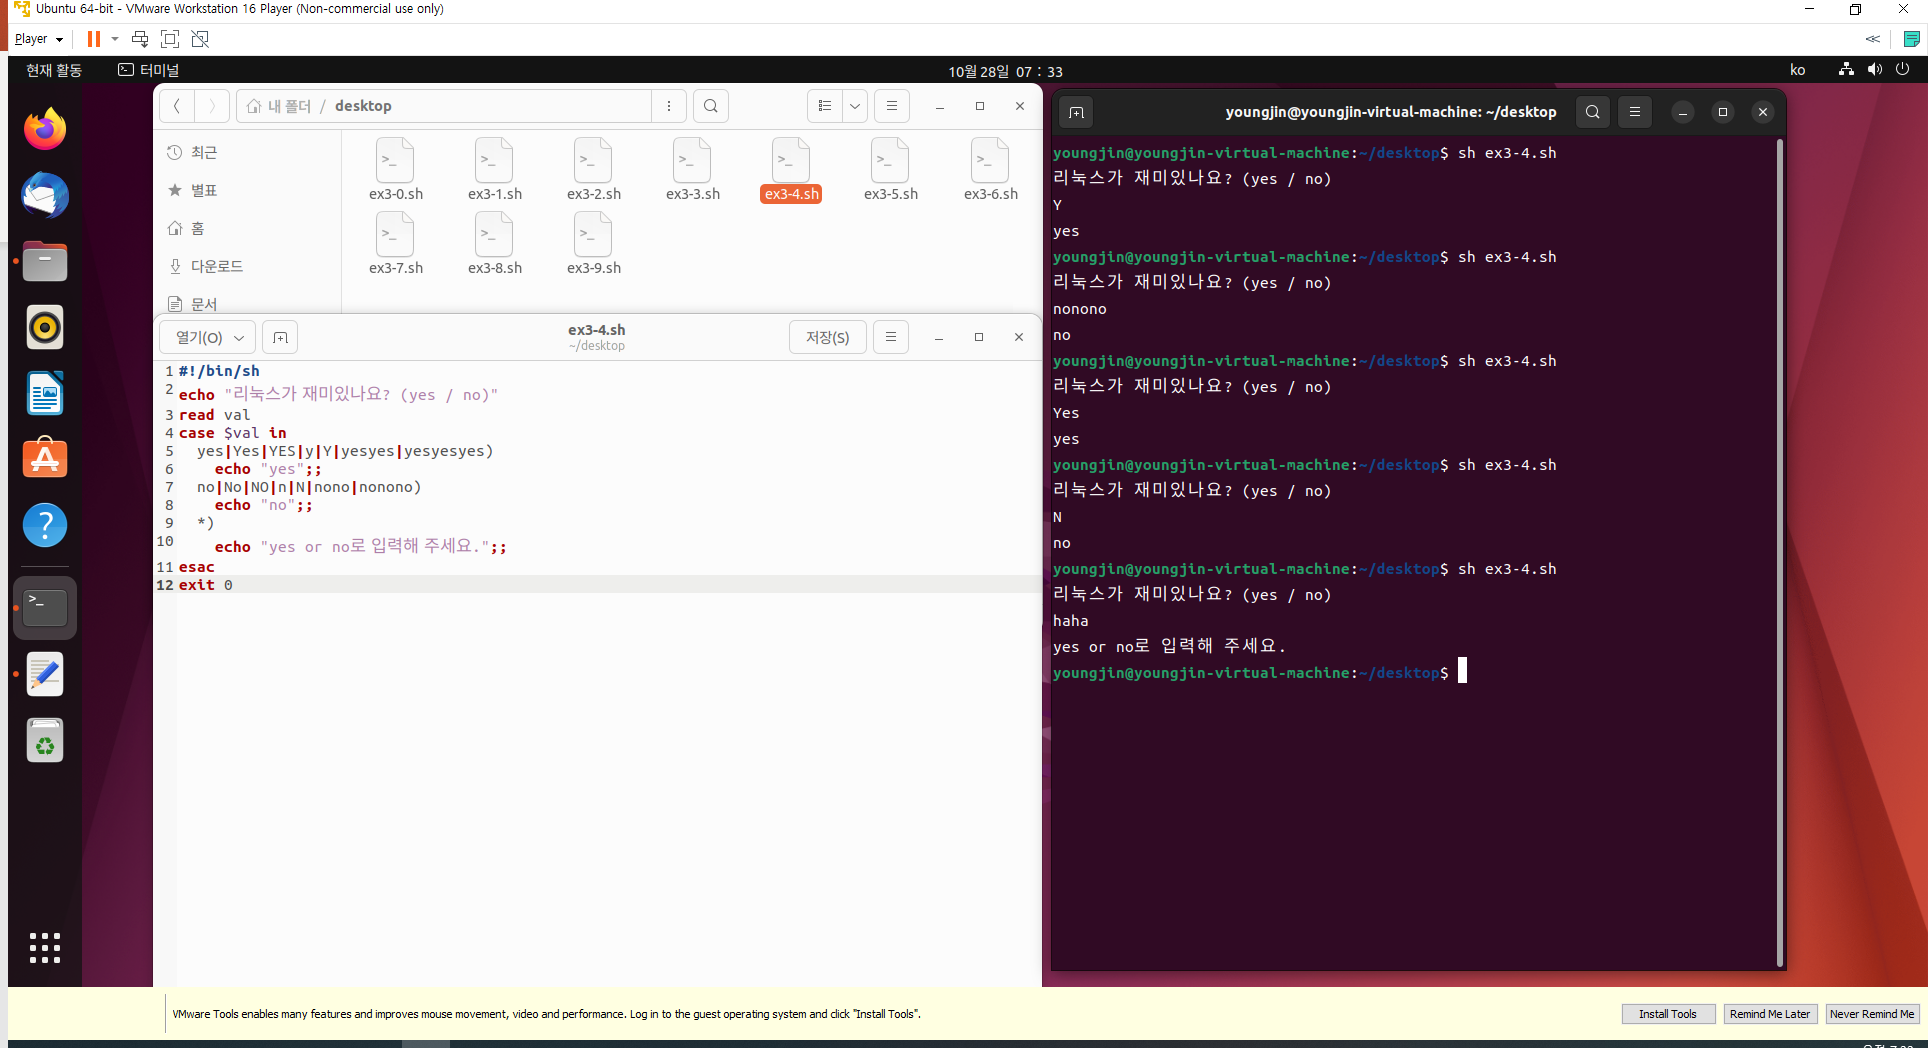 Ubuntu 64-bit - VMware Workstation 16 Player (Non-commercial use only)
Player
현재 활동
터미널
10월 28일 07 : 33
ko
내 폴더 / desktop
최근
별표
홈
다운로드
문서
ex3-0.sh ex3-1.sh ex3-2.sh ex3-3.sh ex3-4.sh ex3-5.sh ex3-6.sh
ex3-7.sh ex3-8.sh ex3-9.sh
열기(O)
ex3-4.sh
~/desktop
저장(S)
1 #!/bin/sh
2 echo "리눅스가 재미있나요? (yes / no)"
3 read val
4 case $val in
5   yes|Yes|YES|y|Y|yesyes|yesyesyes)
6     echo "yes";;
7   no|No|NO|n|N|nono|nonono)
8     echo "no";;
9   *)
10     echo "yes or no로 입력해 주세요.";;
11 esac
12 exit 0
youngjin@youngjin-virtual-machine: ~/desktop
youngjin@youngjin-virtual-machine:~/desktop$ sh ex3-4.sh
리눅스가 재미있나요? (yes / no)
Y
yes
youngjin@youngjin-virtual-machine:~/desktop$ sh ex3-4.sh
리눅스가 재미있나요? (yes / no)
nonono
no
youngjin@youngjin-virtual-machine:~/desktop$ sh ex3-4.sh
리눅스가 재미있나요? (yes / no)
Yes
yes
youngjin@youngjin-virtual-machine:~/desktop$ sh ex3-4.sh
리눅스가 재미있나요? (yes / no)
N
no
youngjin@youngjin-virtual-machine:~/desktop$ sh ex3-4.sh
리눅스가 재미있나요? (yes / no)
haha
yes or no로 입력해 주세요.
youngjin@youngjin-virtual-machine:~/desktop$
VMware Tools enables many features and improves mouse movement, video and performance. Log in to the guest operating system and click "Install Tools".
Install Tools
Remind Me Later
Never Remind Me